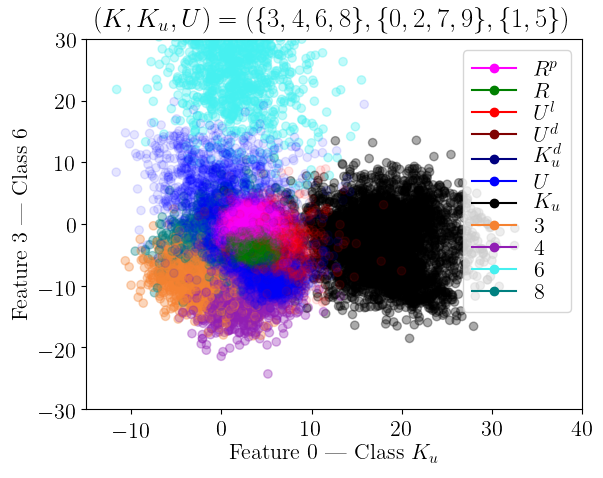 (K, K_u, U) = ({3, 4, 6, 8}, {0, 2, 7, 9}, {1, 5})
R^p
R
U^l
U^d
K_u^d
U
K_u
3
4
6
8
30
20
10
0
−10
−20
−30
Feature 3 — Class 6
−10
0
10
20
30
40
Feature 0 — Class K_u